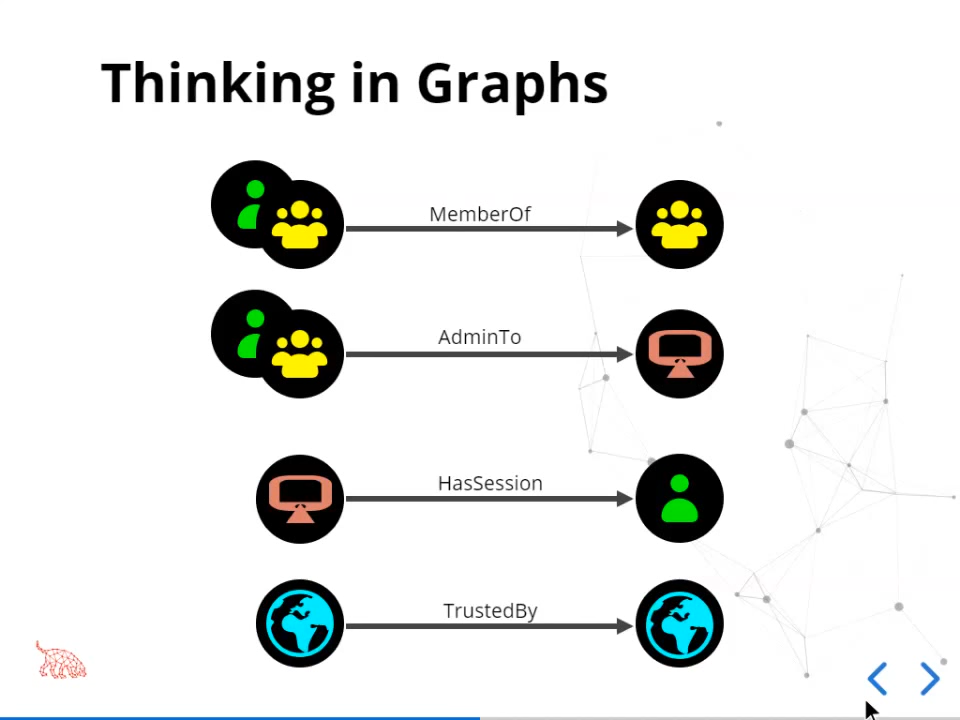 Thinking in Graphs
MemberOf
AdminTo
HasSession
TrustedBy